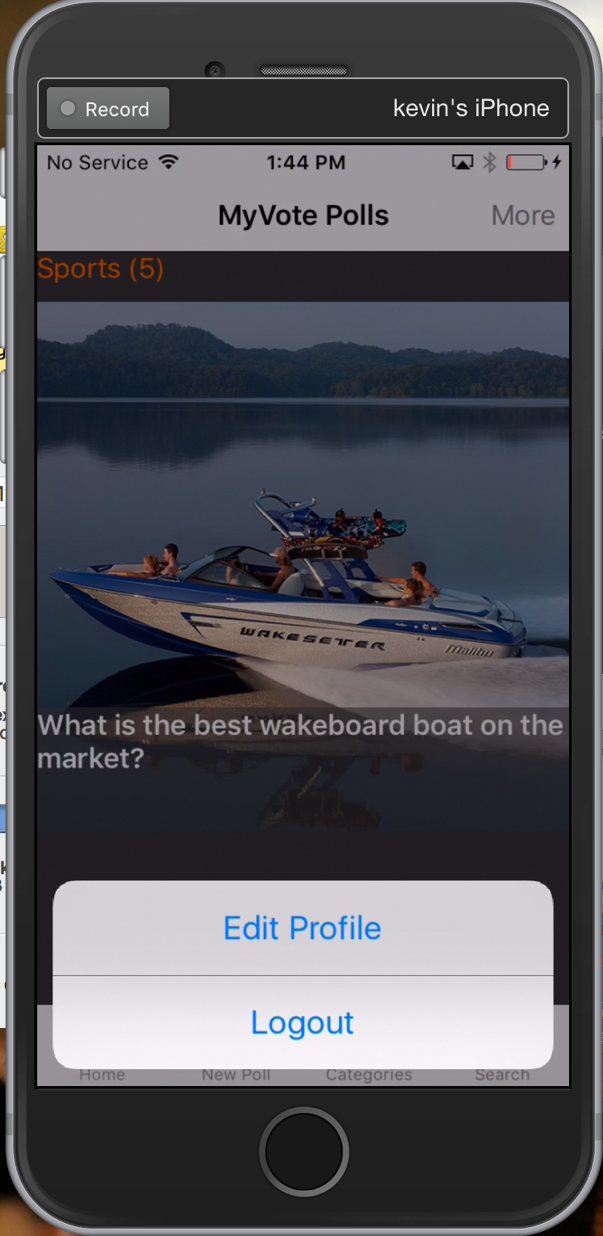 Record
kevin's iPhone
No Service 1:44 PM
MyVote Polls More
Sports (5)
WAKESETTER
Malibu
What is the best wakeboard boat on the
market?
Edit Profile
Logout
Home New Poll Categories Search